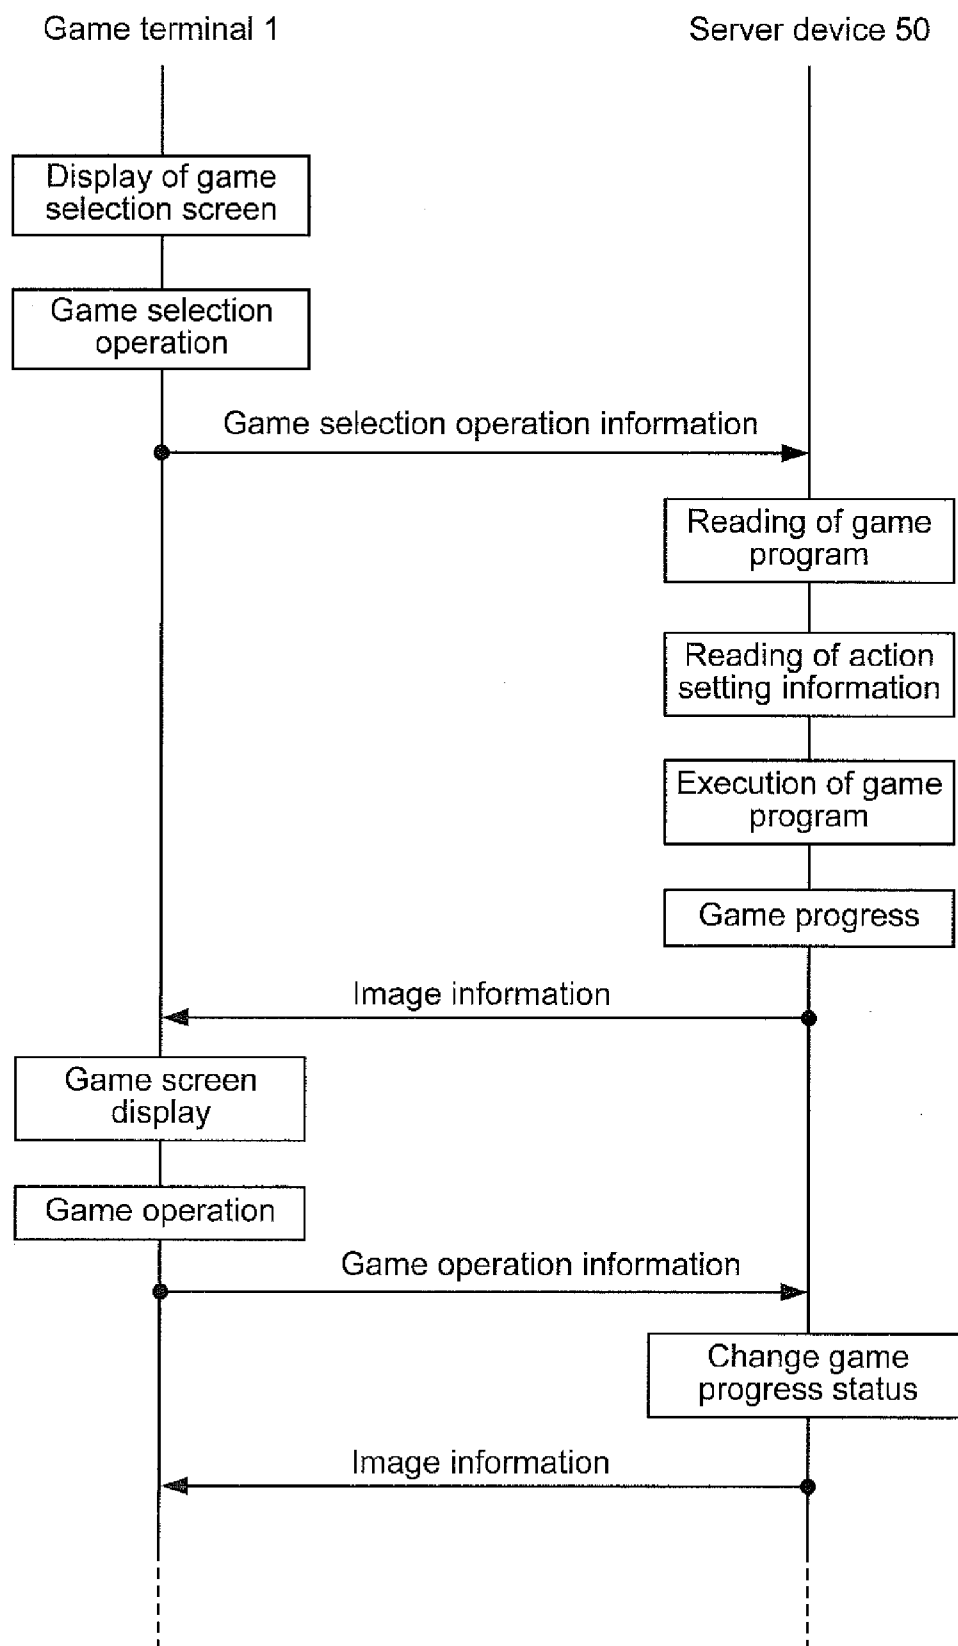 Game terminal 1
Server device 50
Display of game
selection screen
Game selection
operation
Game selection operation information
Reading of game
program
Reading of action
setting information
Execution of game
program
Game progress
Image information
Game screen
display
Game operation
Game operation information
Change game
progress status
Image information